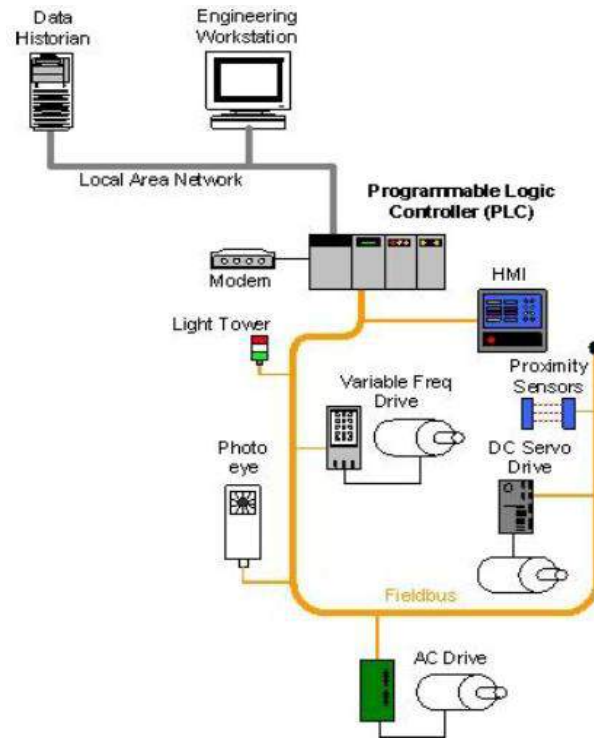 Data
Historian
Engineering
Workstation
Local Area Network
Programmable Logic
Controller (PLC)
Modem
HMI
Light Tower
Proximity
Sensors
Variable Freq
Drive
Photo
eye
DC Servo
Drive
Fieldbus
AC Drive